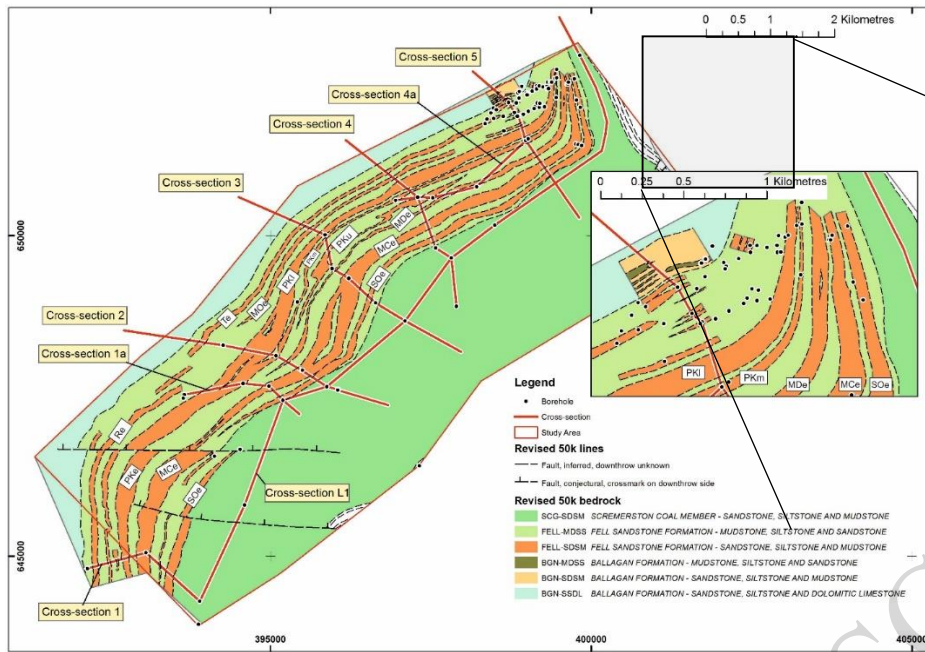 0 0.5 1 2 Kilometres
Cross-section 5
Cross-section 4a
Cross-section 4
Cross-section 3
Cross-section 2
Cross-section 1a
Cross-section L1
Cross-section 1
650000
645000
395000
400000
405000
Te
MOe
PKl
PKm
PKu
MDe
MCe
SOe
Re
PKe
MCe
SOe
0 0.25 0.5 1 Kilometres
PKl
PKm
MDe
MCe
SOe
Legend
Borehole
Cross-section
Study Area
Revised 50k lines
Fault, inferred, downthrow unknown
Fault, conjectural, crossmark on downthrow side
Revised 50k bedrock
SCG-SDSM SCREMERSTON COAL MEMBER - SANDSTONE, SILTSTONE AND MUDSTONE
FELL-MDSS FELL SANDSTONE FORMATION - MUDSTONE, SILTSTONE AND SANDSTONE
FELL-SDSM FELL SANDSTONE FORMATION - SANDSTONE, SILTSTONE AND MUDSTONE
BGN-MDSS BALLAGAN FORMATION - MUDSTONE, SILTSTONE AND SANDSTONE
BGN-SDSM BALLAGAN FORMATION - SANDSTONE, SILTSTONE AND MUDSTONE
BGN-SSDL BALLAGAN FORMATION - SANDSTONE, SILTSTONE AND DOLOMITIC LIMESTONE